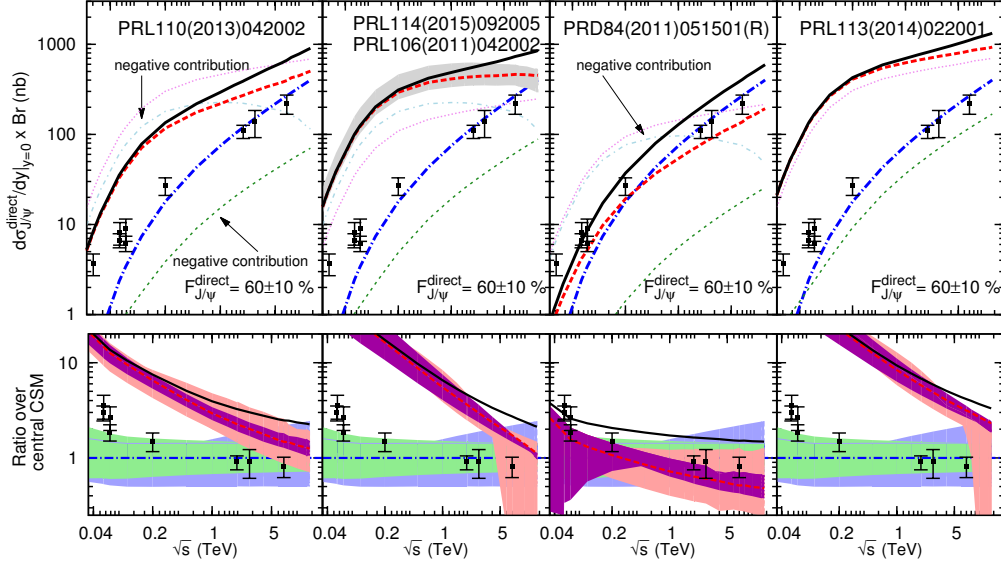 PRL110(2013)042002
PRL114(2015)092005
PRL106(2011)042002
PRD84(2011)051501(R)
PRL113(2014)022001
negative contribution
negative contribution
negative contribution
dσ^direct_J/ψ/dy|y=0 x Br (nb)
1000
100
10
1
F^direct_J/ψ = 60±10 %
F^direct_J/ψ = 60±10 %
F^direct_J/ψ = 60±10 %
F^direct_J/ψ = 60±10 %
Ratio over
central CSM
10
1
0.04 0.2 1 5
0.04 0.2 1 5
0.04 0.2 1 5
0.04 0.2 1 5
√s (TeV)
√s (TeV)
√s (TeV)
√s (TeV)